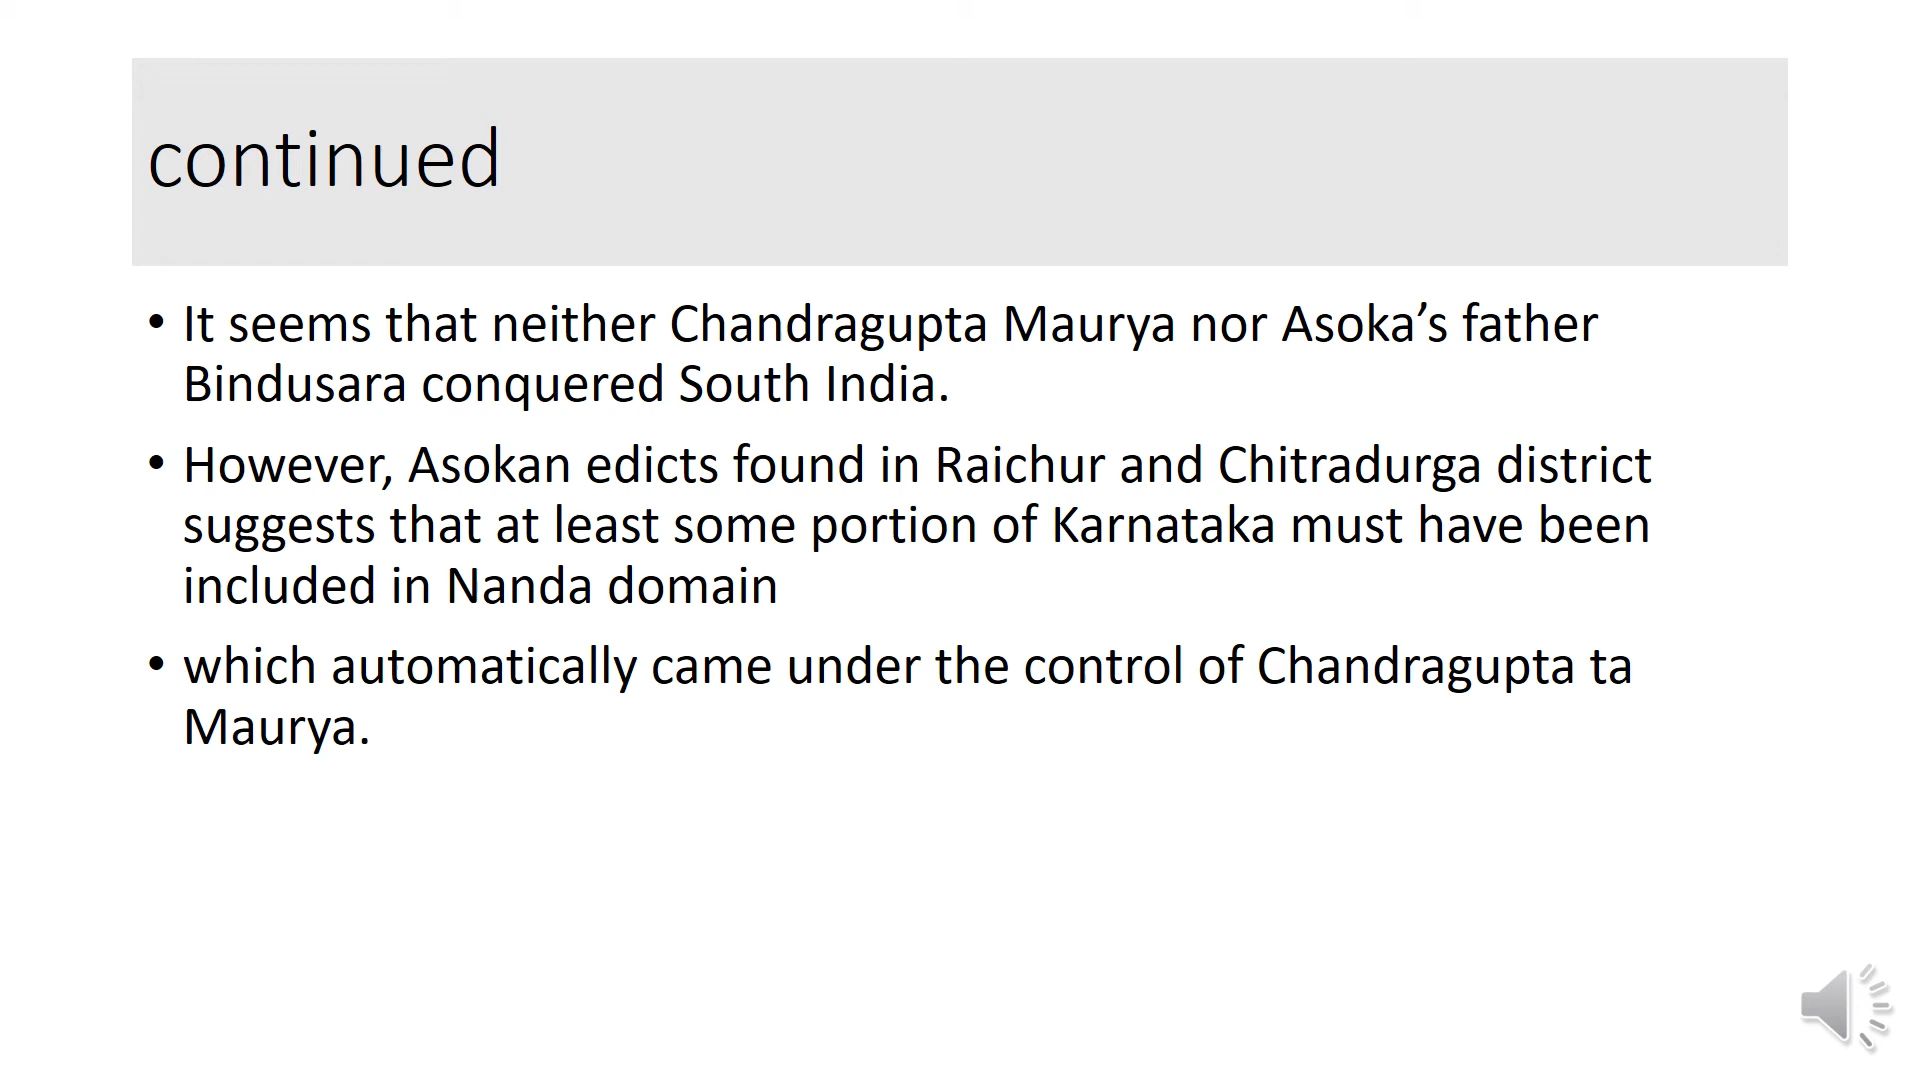 continued
• It seems that neither Chandragupta Maurya nor Asoka’s father
Bindusara conquered South India.
• However, Asokan edicts found in Raichur and Chitradurga district
suggests that at least some portion of Karnataka must have been
included in Nanda domain
• which automatically came under the control of Chandragupta ta
Maurya.